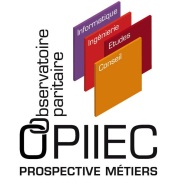 Observatoire
paritaire
Informatique
Ingénierie
Etudes
Conseil
OPIIEC
PROSPECTIVE MÉTIERS